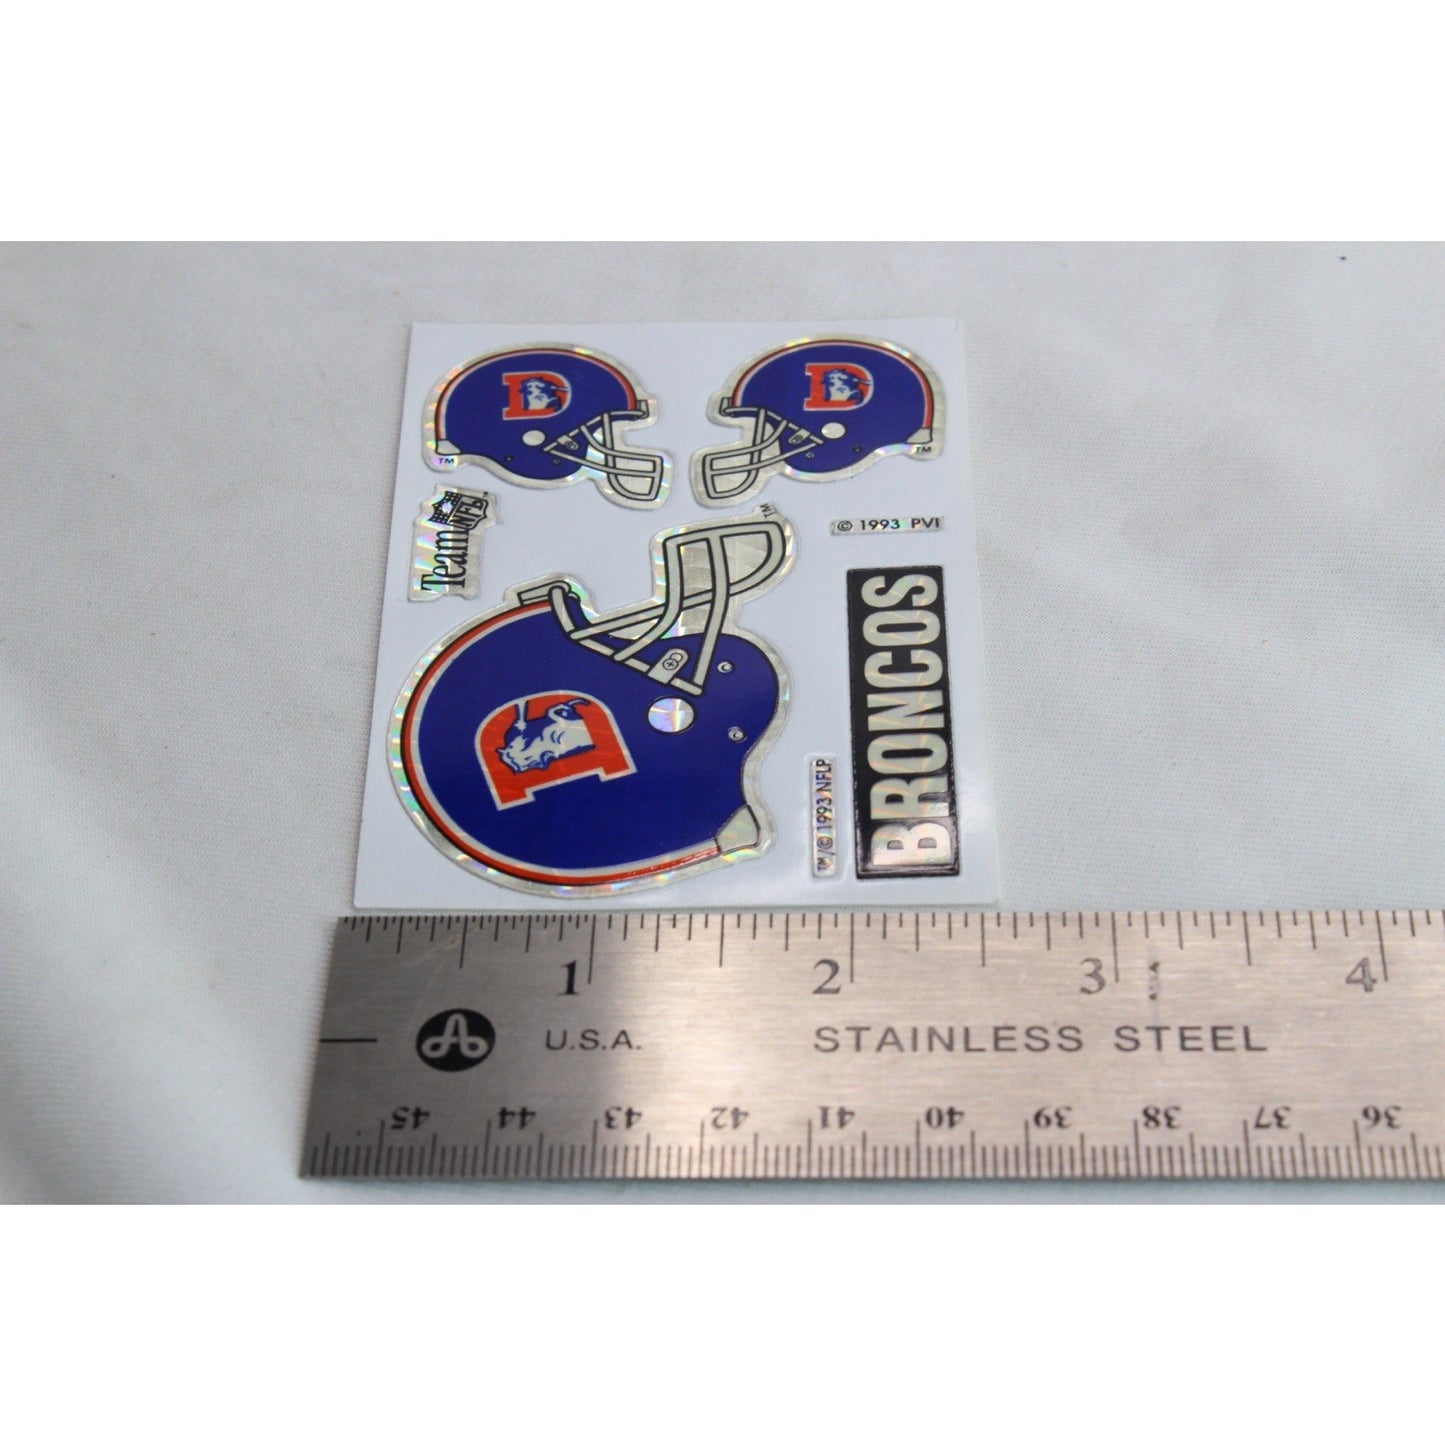 D
D
TM
TM
Team NFL
TM
TM
© 1993 PVI
D
BRONCOS
™/© 1993 NFLP
1 2 3 4
A U.S.A. STAINLESS STEEL
45 44 43 42 41 40 39 38 37 36